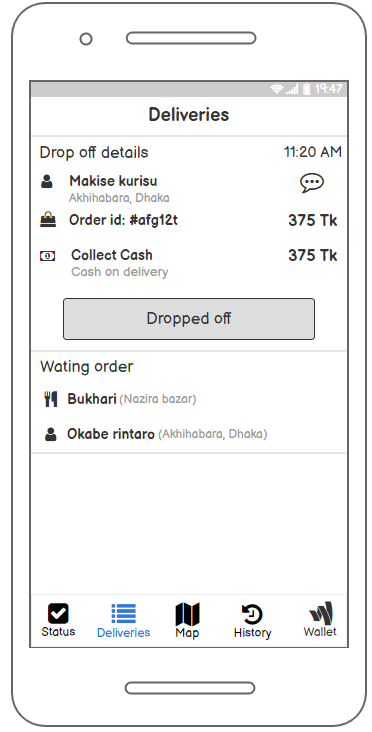 19:47
Deliveries
Drop off details 11:20 AM
Makise kurisu
Akhihabara, Dhaka
Order id: #afg12t 375 Tk
Collect Cash 375 Tk
Cash on delivery
Dropped off
Wating order
Bukhari (Nazira bazar)
Okabe rintaro (Akhihabara, Dhaka)
Status Deliveries Map History Wallet